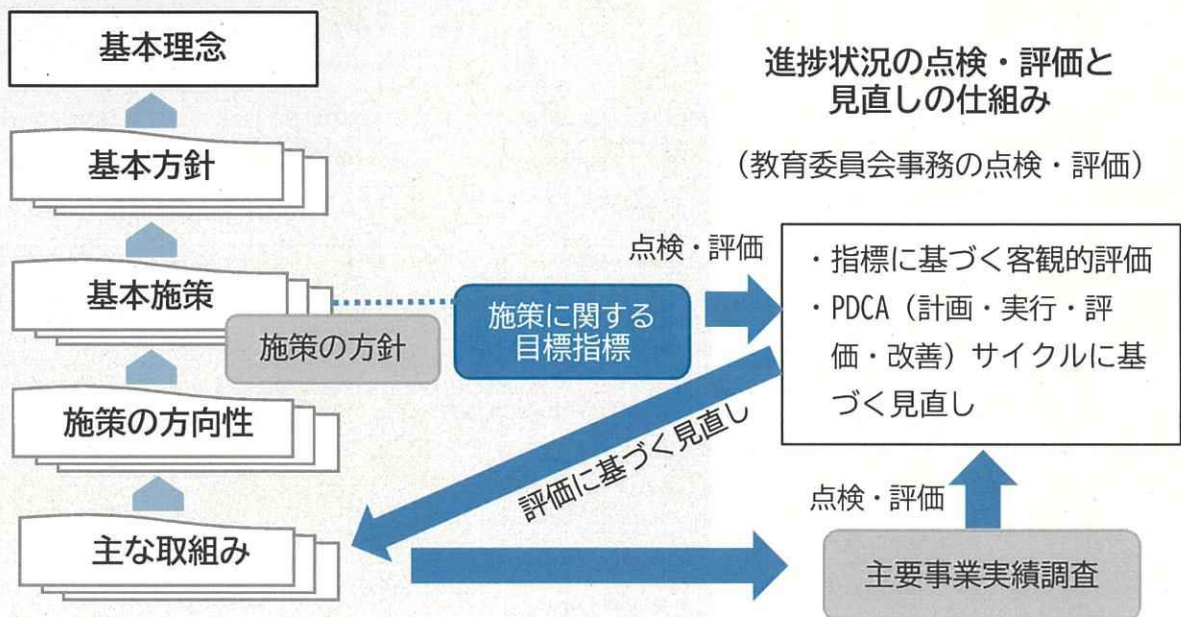 基本理念
基本方針
基本施策
施策の方針
施策の方向性
主な取組み
施策に関する
目標指標
進捗状況の点検・評価と
見直しの仕組み
（教育委員会事務の点検・評価）
点検・評価
・指標に基づく客観的評価
・PDCA（計画・実行・評
価・改善）サイクルに基
づく見直し
評価に基づく見直し
点検・評価
主要事業実績調査